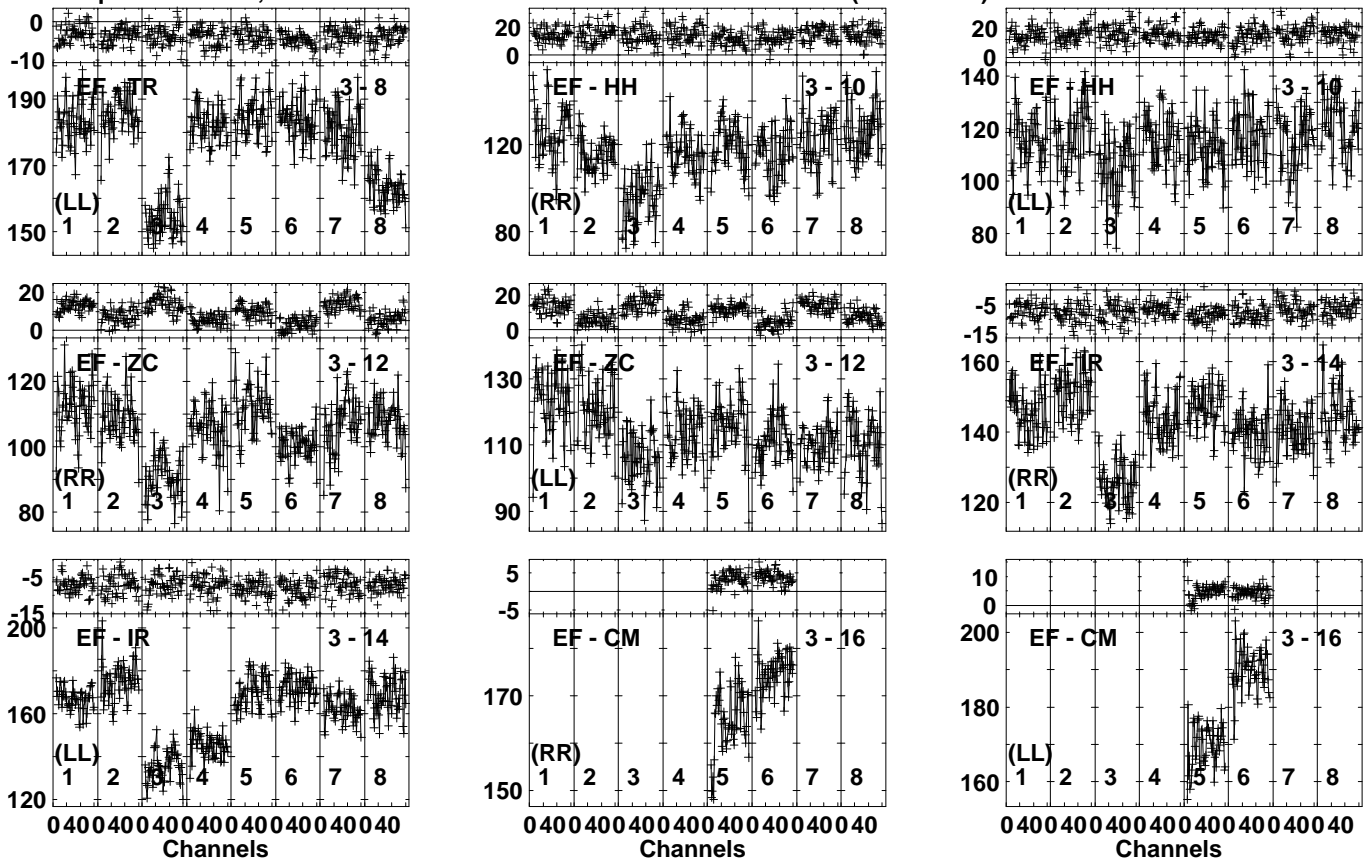 0
-10
EF - TR 3 - 8
190
170
150
(LL)
1 2 3 4 5 6 7 8
20
0
EF - HH 3 - 10
120
80
(RR)
1 2 3 4 5 6 7 8
20
0
EF - HH 3 - 10
140
120
100
80
(LL)
1 2 3 4 5 6 7 8
20
0
EF - ZC 3 - 12
120
100
80
(RR)
1 2 3 4 5 6 7 8
20
0
EF - ZC 3 - 12
130
110
90
(LL)
1 2 3 4 5 6 7 8
-5
-15
EF - IR 3 - 14
160
140
120
(RR)
1 2 3 4 5 6 7 8
-5
-15
EF - IR 3 - 14
200
160
120
(LL)
1 2 3 4 5 6 7 8
0 40 0 40 0 40 0 40 0 40 0 40 0 40 0 40
Channels
5
-5
EF - CM 3 - 16
170
150
(RR)
1 2 3 4 5 6 7 8
0 40 0 40 0 40 0 40 0 40 0 40 0 40 0 40
Channels
10
0
EF - CM 3 - 16
200
180
160
(LL)
1 2 3 4 5 6 7 8
0 40 0 40 0 40 0 40 0 40 0 40 0 40 0 40
Channels